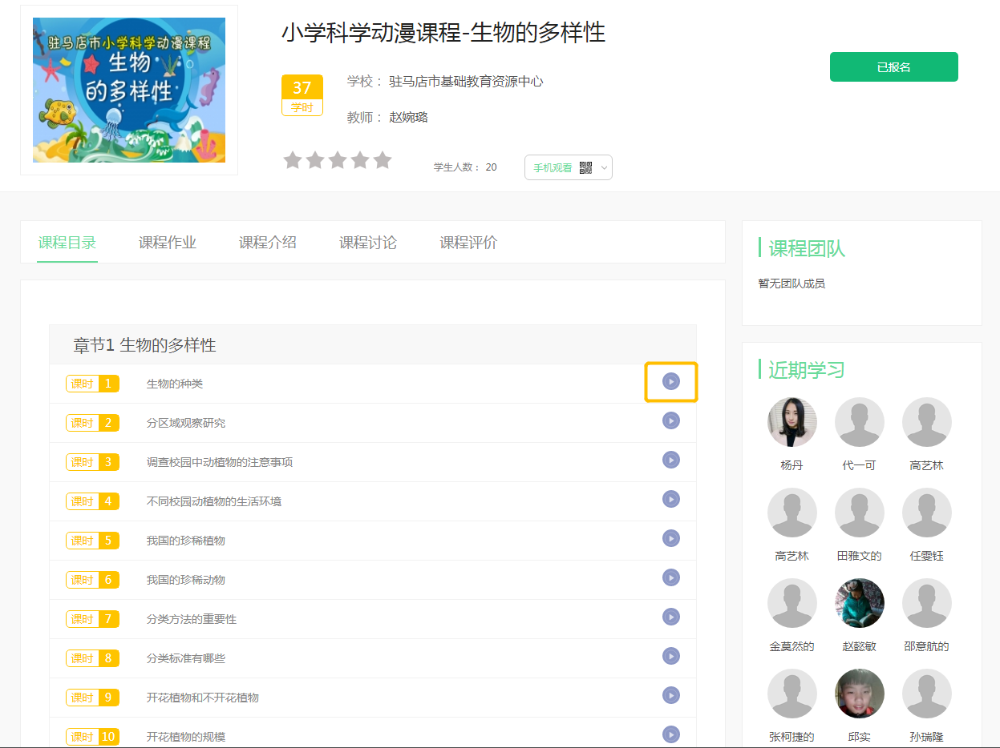 驻马店市小学科学动漫课程
生物
的多样性
小学科学动漫课程-生物的多样性
已报名
37
学时
学校： 驻马店市基础教育资源中心
教师： 赵婉璐
学生人数： 20
手机观看
课程目录
课程作业
课程介绍
课程讨论
课程评价
章节1 生物的多样性
课时 1 生物的种类
课时 2 分区域观察研究
课时 3 调查校园中动植物的注意事项
课时 4 不同校园动植物的生活环境
课时 5 我国的珍稀植物
课时 6 我国的珍稀动物
课时 7 分类方法的重要性
课时 8 分类标准有哪些
课时 9 开花植物和不开花植物
课时 10 开花植物的规模
课程团队
暂无团队成员
近期学习
杨丹 代一可 高艺林
高艺林 田雅文的 任雯钰
金莫然的 赵懿敏 邵意航的
张柯捷的 邱实 孙瑞隆